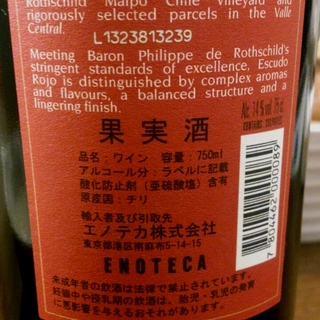 Rothschild Maipo Chile Vineyard and
rigorously selected parcels in the Valle
Central.
L1323813239
Meeting Baron Philippe de Rothschild's
stringent standards of excellence, Escudo
Rojo is distinguished by complex aromas
and flavours, a balanced structure and a
lingering finish.
Alc 14% vol 75 cl
CONTAINS SULPHITES
果実酒
品名:ワイン 容量:750ml
アルコール分:ラベルに記載
酸化防止剤(亜硫酸塩)含有
原産国:チリ
輸入者及び引取先
エノテカ株式会社
東京都港区南麻布5-14-15
ENOTECA
7804462000089
未成年者の飲酒は法律で禁止されています。
妊娠中や授乳期の飲酒は、胎児・乳児の発育
に悪影響を与えるおそれがあります。